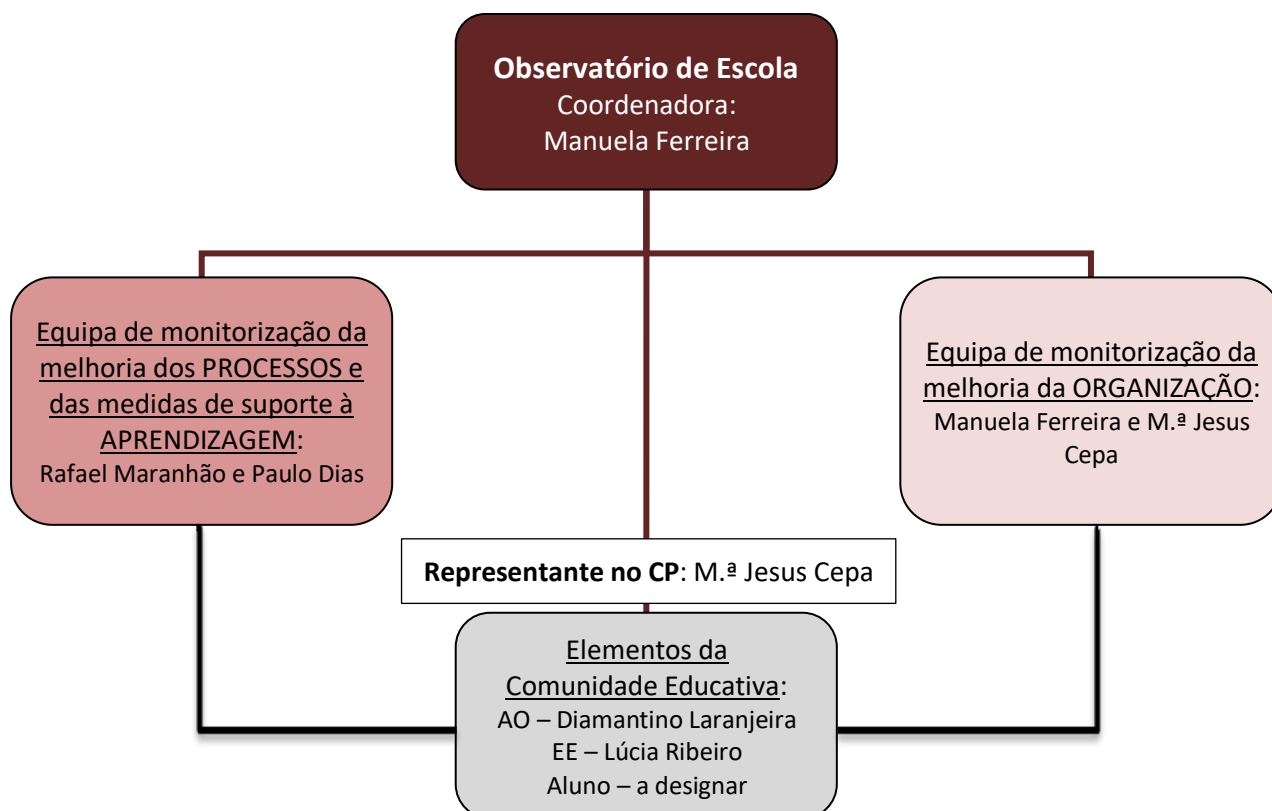 Observatório de Escola
Coordenadora:
Manuela Ferreira
Equipa de monitorização da
melhoria dos PROCESSOS e
das medidas de suporte à
APRENDIZAGEM:
Rafael Maranhão e Paulo Dias
Equipa de monitorização da
melhoria da ORGANIZAÇÃO:
Manuela Ferreira e M.ª Jesus
Cepa
Representante no CP: M.ª Jesus Cepa
Elementos da
Comunidade Educativa:
AO – Diamantino Laranjeira
EE – Lúcia Ribeiro
Aluno – a designar